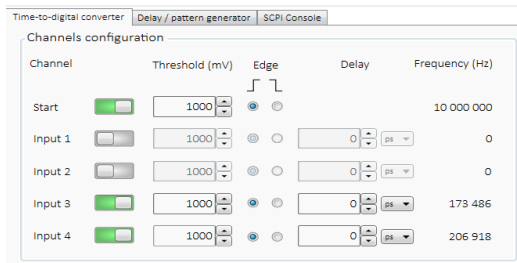 Time-to-digital converter Delay / pattern generator SCPI Console
Channels configuration
Channel Threshold (mV) Edge Delay Frequency (Hz)
Start 1000 10 000 000
Input 1 1000 0 ps 0
Input 2 1000 0 ps 0
Input 3 1000 0 ps 173 486
Input 4 1000 0 ps 206 918